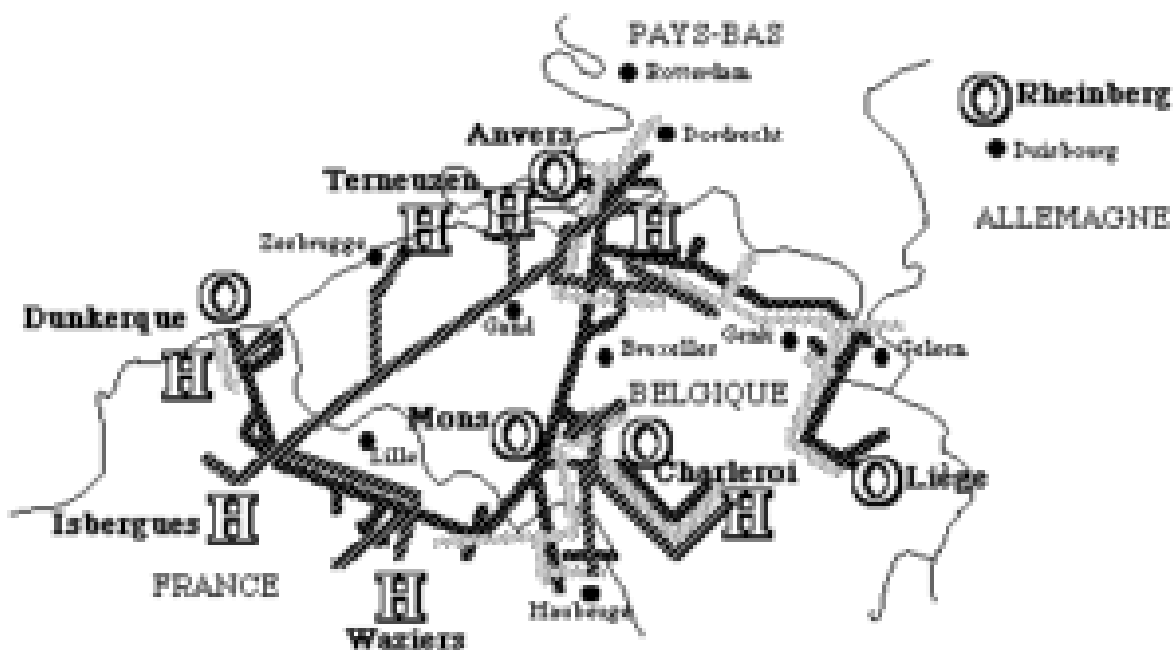 PAYS-BAS
Rotterdam
O Rheinberg
Anvers
Dordrecht
O
Duisbourg
Terneuzen
H
H
H
ALLEMAGNE
Zeebrugge
O
Dunkerque
Gand
Genk
Geleen
H
Bruxelles
BELGIQUE
Mons O
O
Lille
Charleroi
O Liège
Isbergues H
H
FRANCE
H
Maubeuge
Waziers